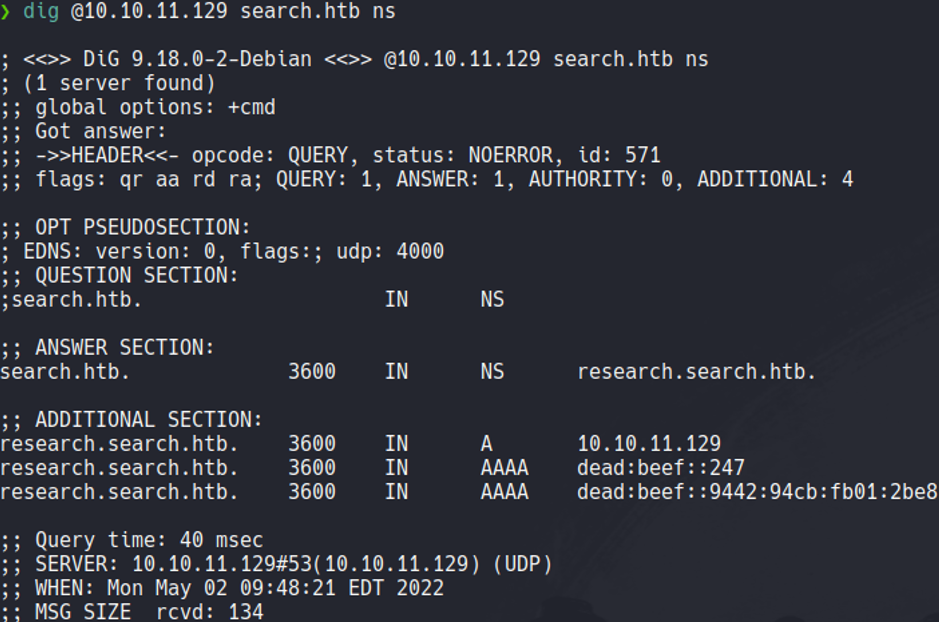 ❯ dig @10.10.11.129 search.htb ns
; <<>> DiG 9.18.0-2-Debian <<>> @10.10.11.129 search.htb ns
; (1 server found)
;; global options: +cmd
;; Got answer:
;; ->>HEADER<<- opcode: QUERY, status: NOERROR, id: 571
;; flags: qr aa rd ra; QUERY: 1, ANSWER: 1, AUTHORITY: 0, ADDITIONAL: 4
;; OPT PSEUDOSECTION:
; EDNS: version: 0, flags:; udp: 4000
;; QUESTION SECTION:
;search.htb. IN NS
;; ANSWER SECTION:
search.htb. 3600 IN NS research.search.htb.
;; ADDITIONAL SECTION:
research.search.htb. 3600 IN A 10.10.11.129
research.search.htb. 3600 IN AAAA dead:beef::247
research.search.htb. 3600 IN AAAA dead:beef::9442:94cb:fb01:2be8
;; Query time: 40 msec
;; SERVER: 10.10.11.129#53(10.10.11.129) (UDP)
;; WHEN: Mon May 02 09:48:21 EDT 2022
;; MSG SIZE rcvd: 134